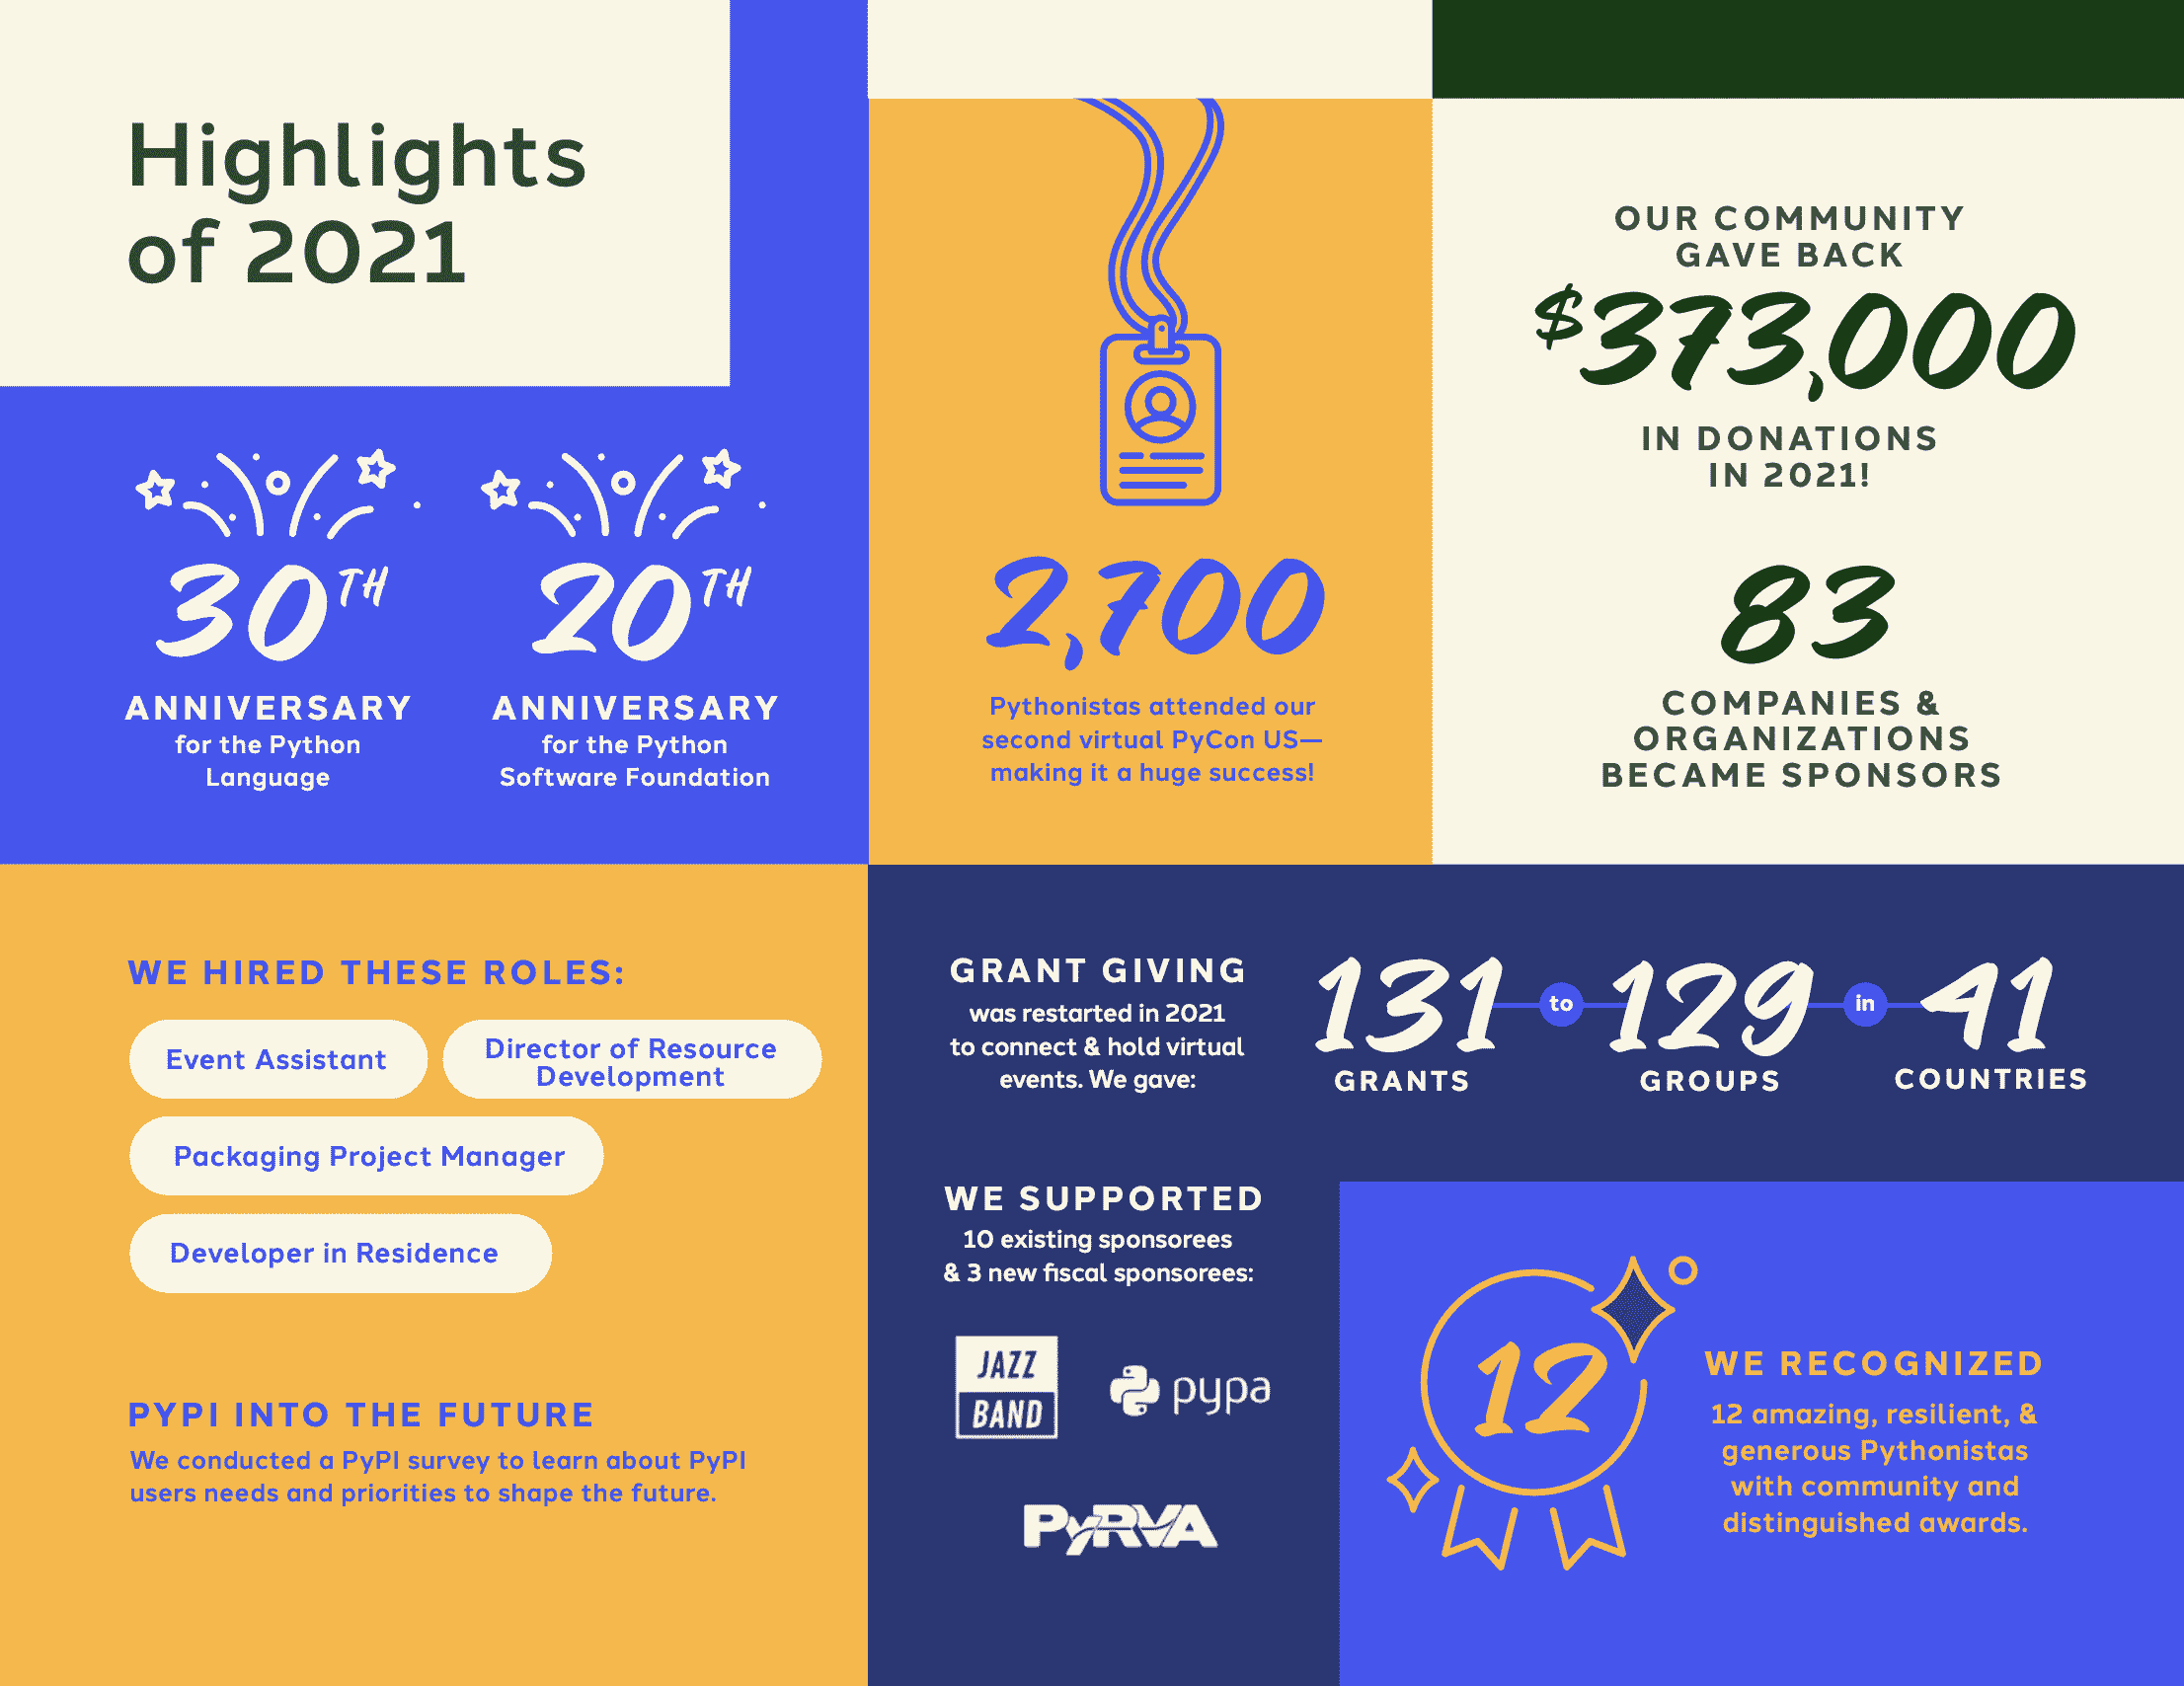 Highlights
of 2021
30TH
ANNIVERSARY
for the Python
Language
20TH
ANNIVERSARY
for the Python
Software Foundation
2,700
Pythonistas attended our
second virtual PyCon US—
making it a huge success!
OUR COMMUNITY
GAVE BACK
$373,000
IN DONATIONS
IN 2021!
83
COMPANIES &
ORGANIZATIONS
BECAME SPONSORS
WE HIRED THESE ROLES:
Event Assistant
Director of Resource
Development
Packaging Project Manager
Developer in Residence
PYPI INTO THE FUTURE
We conducted a PyPI survey to learn about PyPI
users needs and priorities to shape the future.
GRANT GIVING
was restarted in 2021
to connect & hold virtual
events. We gave:
131 to 129 in 41
GRANTS GROUPS COUNTRIES
WE SUPPORTED
10 existing sponsorees
& 3 new fiscal sponsorees:
JAZZ
BAND
pypa
PyRVA
12
WE RECOGNIZED
12 amazing, resilient, &
generous Pythonistas
with community and
distinguished awards.